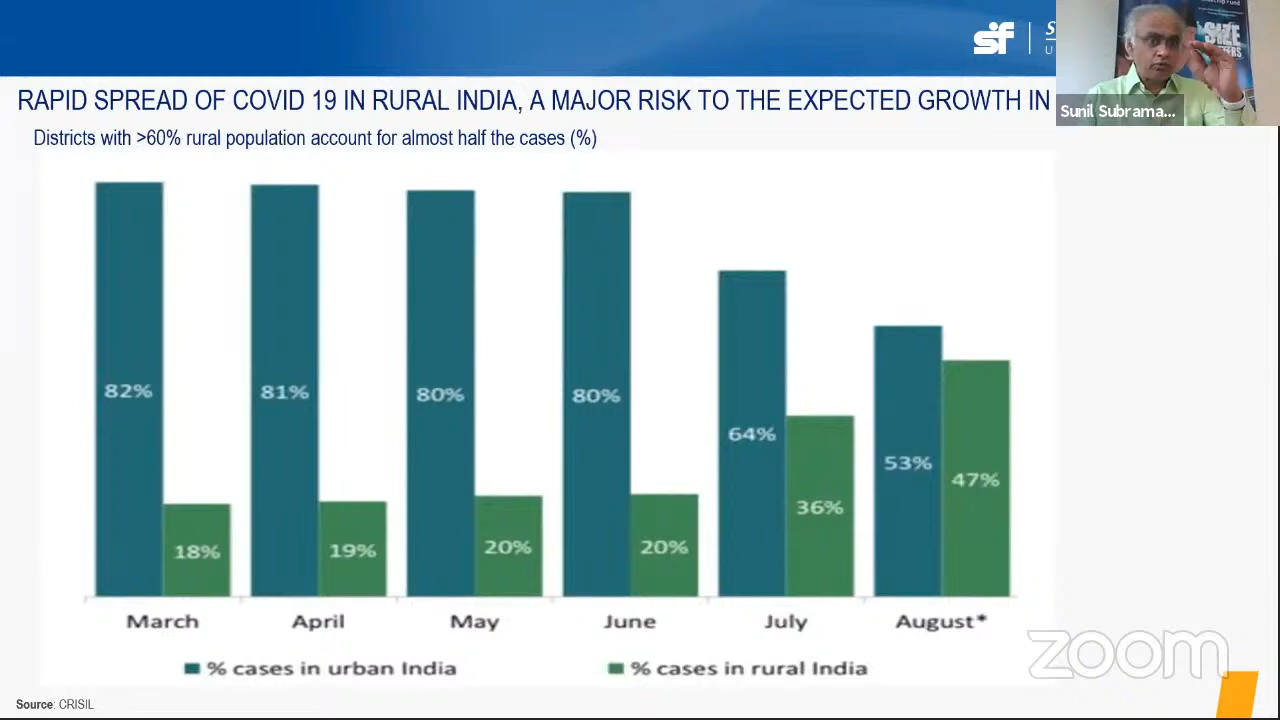 sf
S
U
SIZE
Sunil Subrama...
RAPID SPREAD OF COVID 19 IN RURAL INDIA, A MAJOR RISK TO THE EXPECTED GROWTH IN
Districts with >60% rural population account for almost half the cases (%)
82% 18% 81% 19% 80% 20% 80% 20% 64% 36% 53% 47%
March April May June July August*
% cases in urban India % cases in rural India
zoom
Source: CRISIL